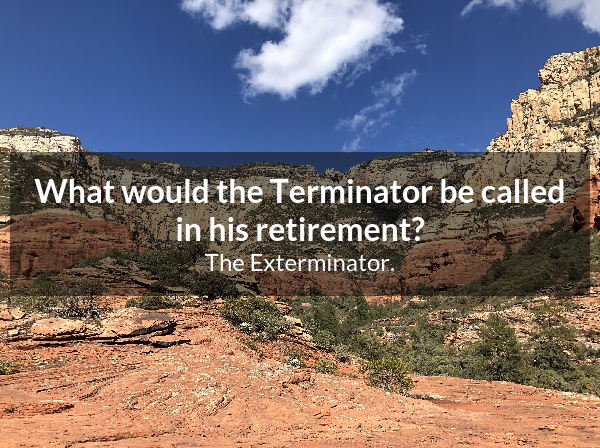 What would the Terminator be called
in his retirement?
The Exterminator.